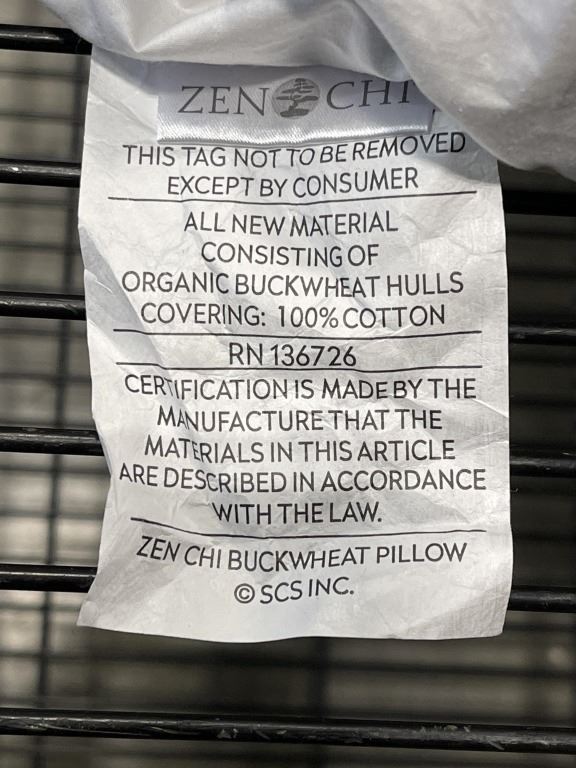 ZEN CHI
THIS TAG NOT TO BE REMOVED
EXCEPT BY CONSUMER
ALL NEW MATERIAL
CONSISTING OF
ORGANIC BUCKWHEAT HULLS
COVERING: 100% COTTON
RN 136726
CERTIFICATION IS MADE BY THE
MANUFACTURE THAT THE
MATERIALS IN THIS ARTICLE
ARE DESCRIBED IN ACCORDANCE
WITH THE LAW.
ZEN CHI BUCKWHEAT PILLOW
© SCS INC.